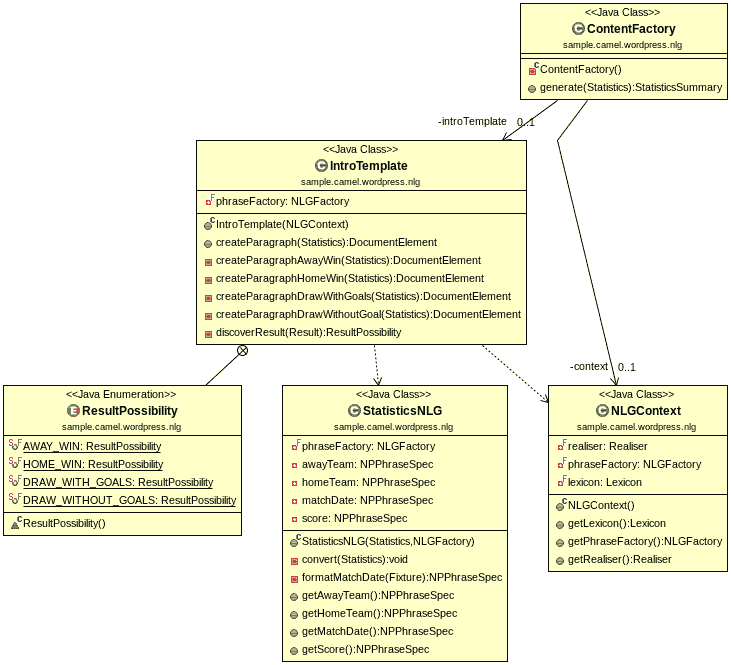 <<Java Class>>
ContentFactory
sample.camel.wordpress.nlg
ContentFactory()
generate(Statistics):StatisticsSummary
-introTemplate 0..1
<<Java Class>>
IntroTemplate
sample.camel.wordpress.nlg
phraseFactory: NLGFactory
IntroTemplate(NLGContext)
createParagraph(Statistics):DocumentElement
createParagraphAwayWin(Statistics):DocumentElement
createParagraphHomeWin(Statistics):DocumentElement
createParagraphDrawWithGoals(Statistics):DocumentElement
createParagraphDrawWithoutGoal(Statistics):DocumentElement
discoverResult(Result):ResultPossibility
-context 0..1
<<Java Enumeration>>
ResultPossibility
sample.camel.wordpress.nlg
AWAY_WIN: ResultPossibility
HOME_WIN: ResultPossibility
DRAW_WITH_GOALS: ResultPossibility
DRAW_WITHOUT_GOALS: ResultPossibility
ResultPossibility()
<<Java Class>>
StatisticsNLG
sample.camel.wordpress.nlg
phraseFactory: NLGFactory
awayTeam: NPPhraseSpec
homeTeam: NPPhraseSpec
matchDate: NPPhraseSpec
score: NPPhraseSpec
StatisticsNLG(Statistics,NLGFactory)
convert(Statistics):void
formatMatchDate(Fixture):NPPhraseSpec
getAwayTeam():NPPhraseSpec
getHomeTeam():NPPhraseSpec
getMatchDate():NPPhraseSpec
getScore():NPPhraseSpec
<<Java Class>>
NLGContext
sample.camel.wordpress.nlg
realiser: Realiser
phraseFactory: NLGFactory
lexicon: Lexicon
NLGContext()
getLexicon():Lexicon
getPhraseFactory():NLGFactory
getRealiser():Realiser